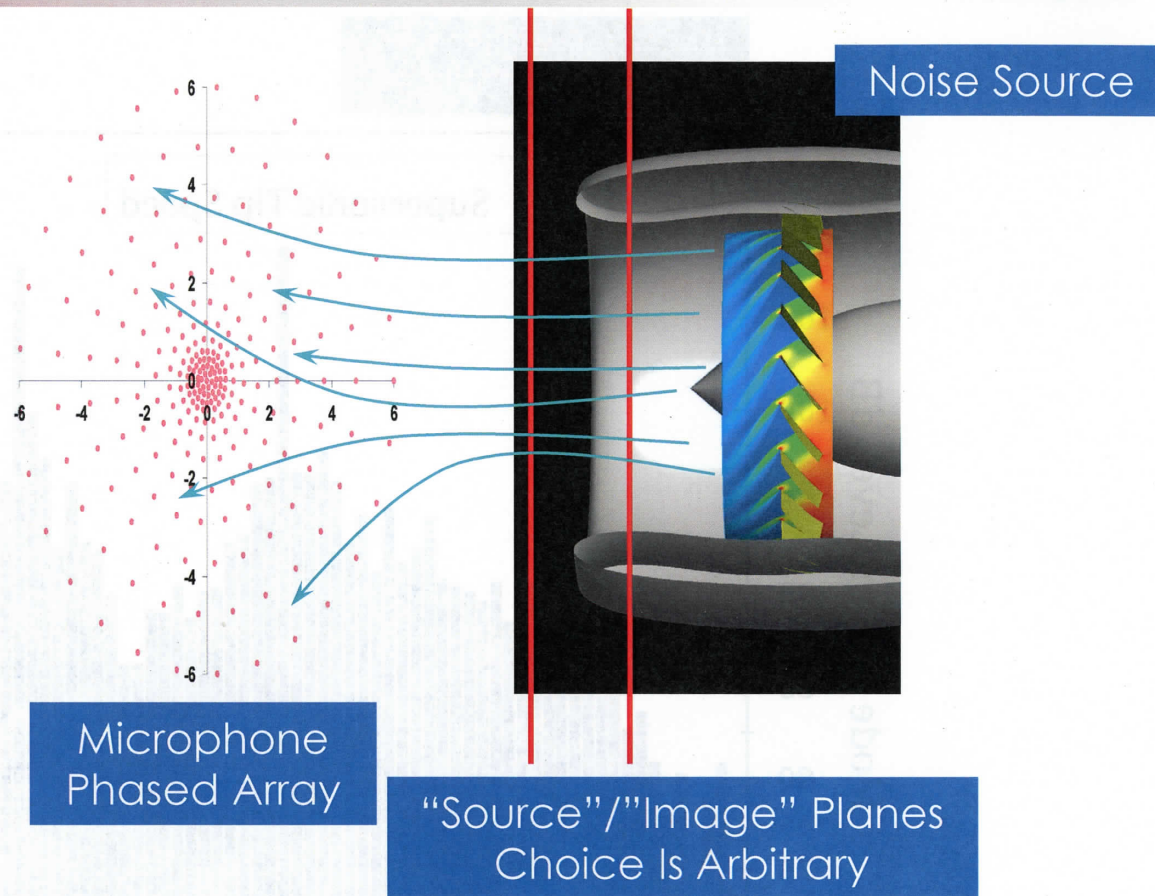 Noise Source
6
4
2
0
-6
-4
-2
0
2
4
6
-2
-4
-6
Microphone
Phased Array
“Source”/”Image” Planes
Choice Is Arbitrary